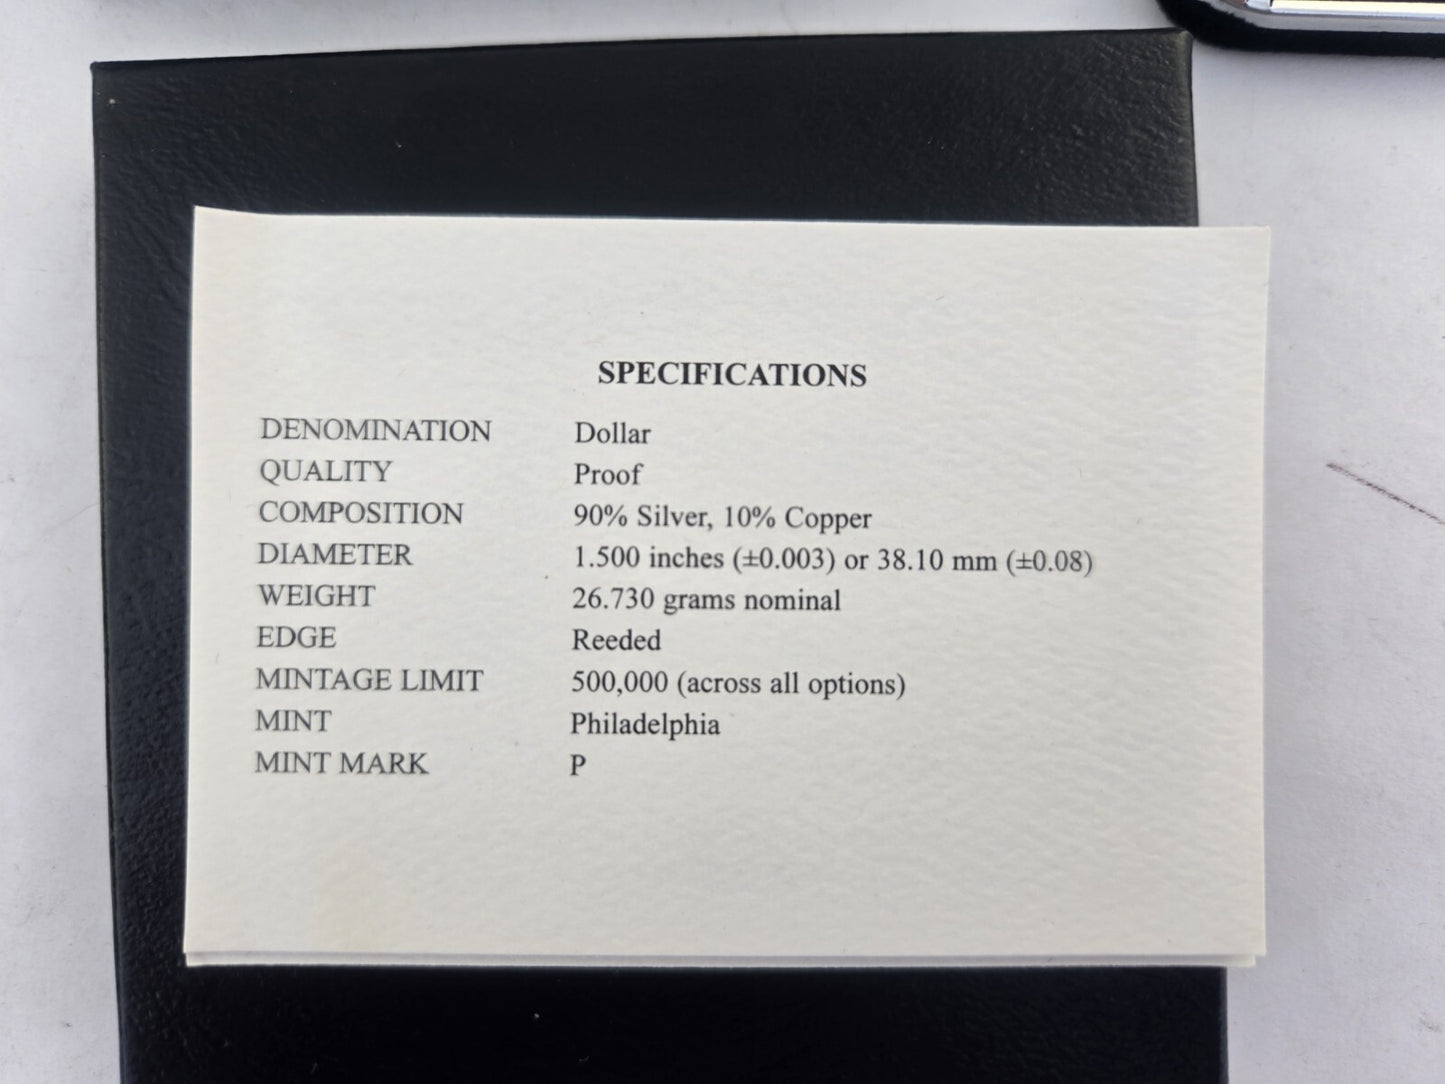 SPECIFICATIONS
DENOMINATION Dollar
QUALITY Proof
COMPOSITION 90% Silver, 10% Copper
DIAMETER 1.500 inches (±0.003) or 38.10 mm (±0.08)
WEIGHT 26.730 grams nominal
EDGE Reeded
MINTAGE LIMIT 500,000 (across all options)
MINT Philadelphia
MINT MARK P